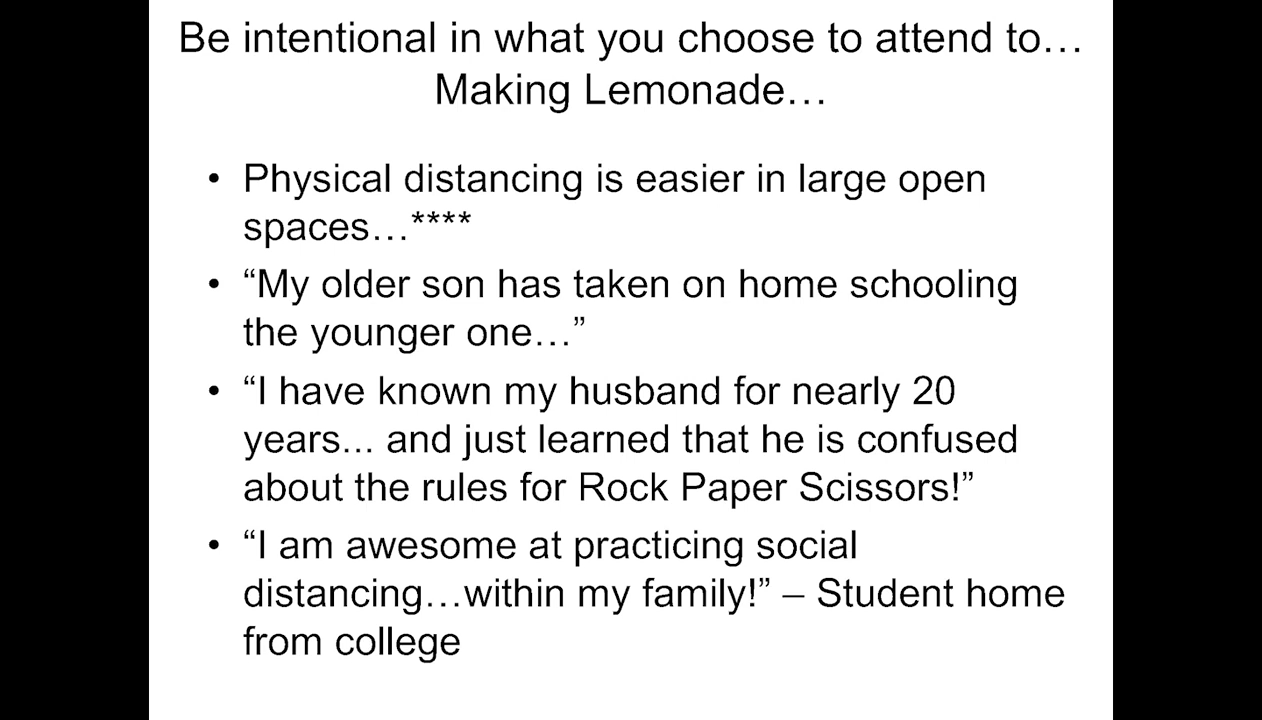 Be intentional in what you choose to attend to…
Making Lemonade…
• Physical distancing is easier in large open
spaces…****
• “My older son has taken on home schooling
the younger one…”
• “I have known my husband for nearly 20
years... and just learned that he is confused
about the rules for Rock Paper Scissors!”
• “I am awesome at practicing social
distancing…within my family!” – Student home
from college